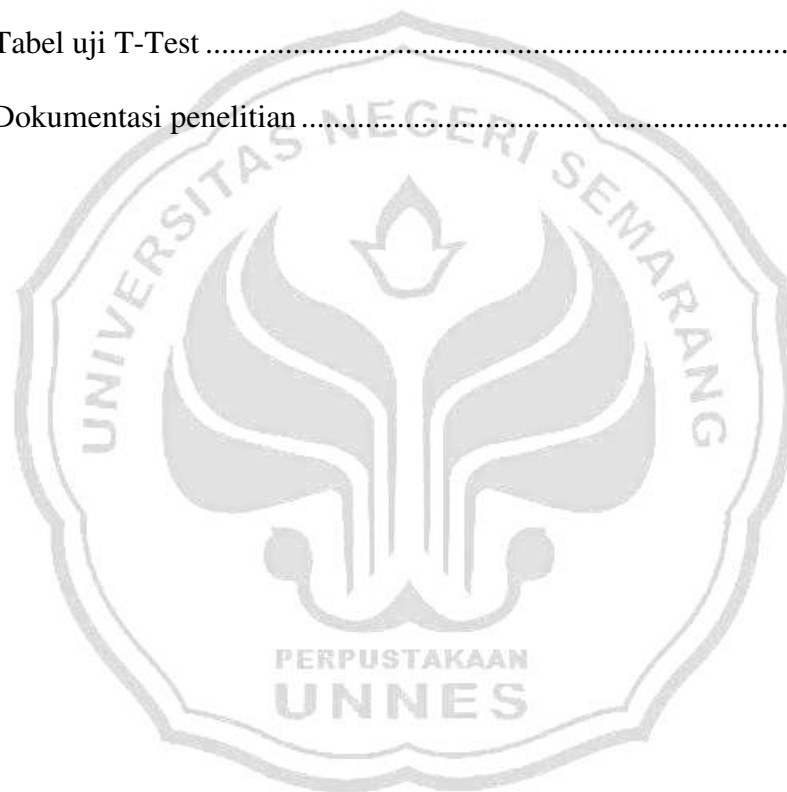 Tabel uji T-Test ..........................................................................
Dokumentasi penelitian ..............................................................
UNIVERSITAS NEGERI SEMARANG
PERPUSTAKAAN
UNNES